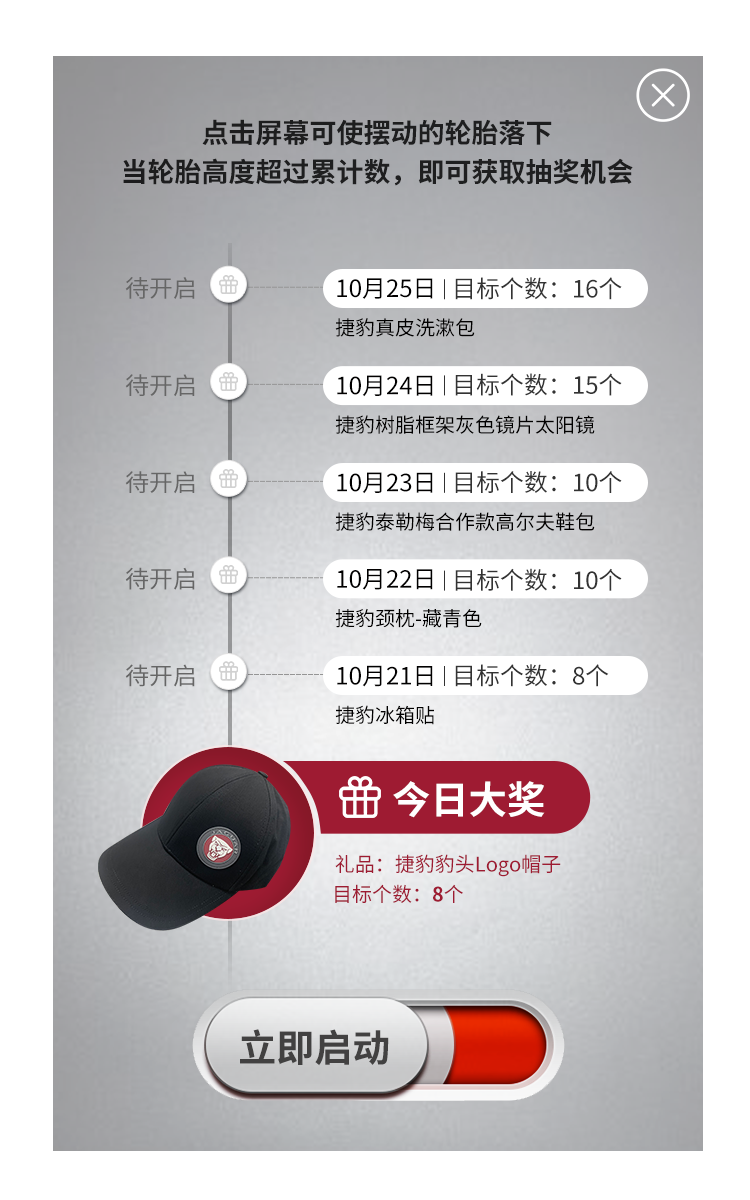 点击屏幕可使摆动的轮胎落下
当轮胎高度超过累计数，即可获取抽奖机会
待开启 10月25日 | 目标个数：16个
捷豹真皮洗漱包
待开启 10月24日 | 目标个数：15个
捷豹树脂框架灰色镜片太阳镜
待开启 10月23日 | 目标个数：10个
捷豹泰勒梅合作款高尔夫鞋包
待开启 10月22日 | 目标个数：10个
捷豹颈枕-藏青色
待开启 10月21日 | 目标个数：8个
捷豹冰箱贴
今日大奖
JAGUAR
礼品：捷豹豹头Logo帽子
目标个数：8个
立即启动